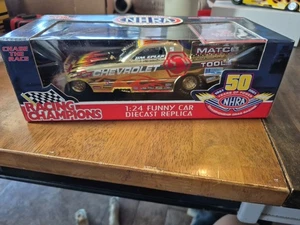 NHRA
CHASE THE RACE
MATCO
TOOLS
CHEVROLET
50
NHRA
RACING
CHAMPIONS
1:24 FUNNY CAR
DIECAST REPLICA